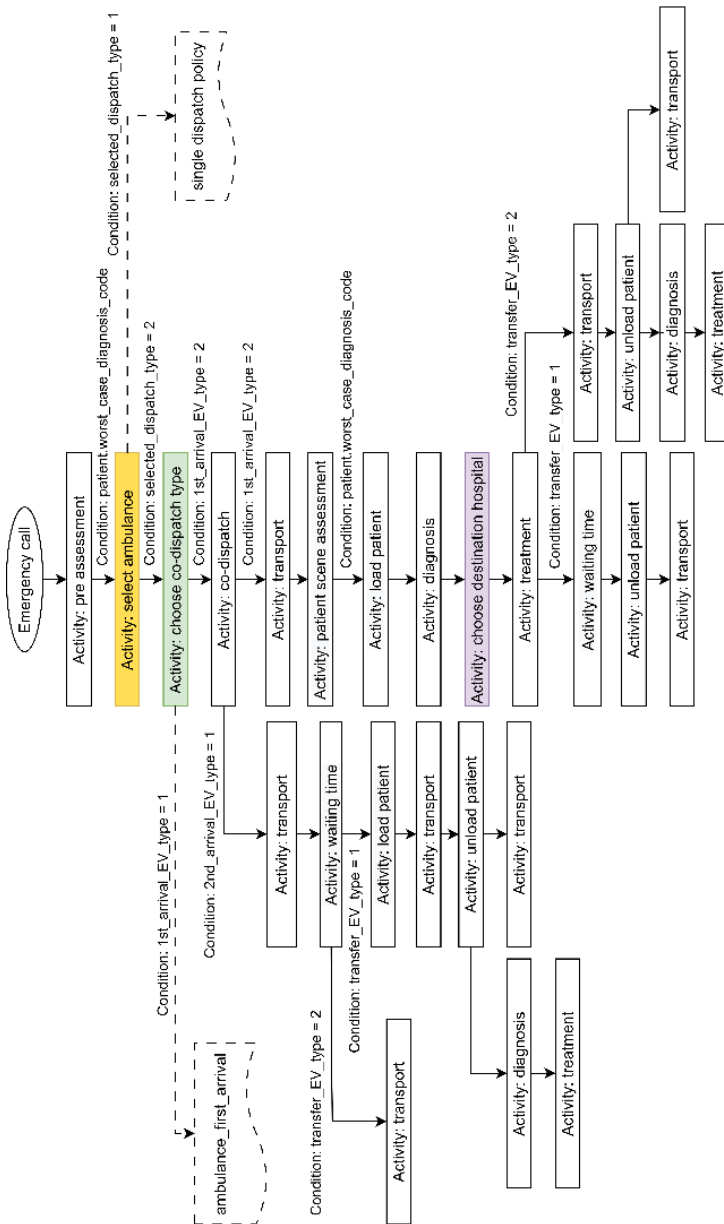 Emergency call
Activity: pre assessment
Condition: patient.worst_case_diagnosis_code
Activity: select ambulance
Condition: selected_dispatch_type = 1
single dispatch policy
Condition: selected_dispatch_type = 2
Activity: choose co-dispatch type
Condition: 1st_arrival_EV_type = 1
ambulance_first_arrival
Condition: 1st_arrival_EV_type = 2
Activity: co-dispatch
Condition: 2nd_arrival_EV_type = 1
Condition: 1st_arrival_EV_type = 2
Activity: transport
Activity: transport
Activity: waiting time
Activity: patient scene assessment
Condition: transfer_EV_type = 2
Condition: transfer_EV_type = 1
Condition: patient.worst_case_diagnosis_code
Activity: transport
Activity: load patient
Activity: load patient
Activity: transport
Activity: diagnosis
Activity: unload patient
Activity: choose destination hospital
Activity: diagnosis
Activity: transport
Activity: treatment
Condition: transfer_EV_type = 2
Activity: treatment
Condition: transfer_EV_type = 1
Activity: waiting time
Activity: transport
Activity: unload patient
Activity: unload patient
Activity: transport
Activity: diagnosis
Activity: transport
Activity: treatment